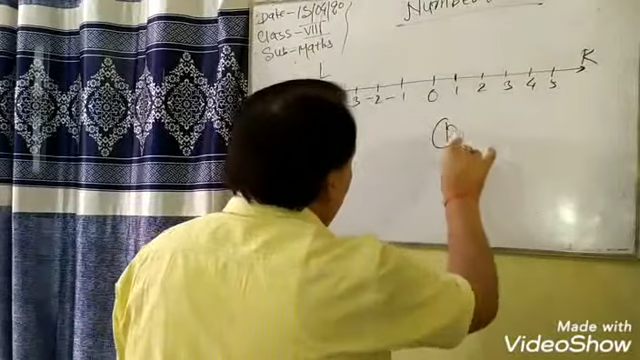 Date - 15/09/20
Class - VIII
Sub - Maths
Number
L
K
3 -2 -1 0 1 2 3 4 5
Made with
VideoShow